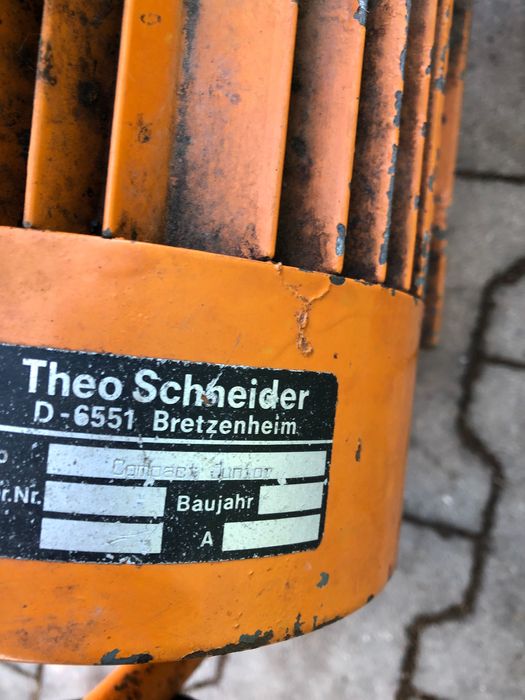 Theo Schneider
D-6551 Bretzenheim
Compact Junior
r.Nr. Baujahr
A